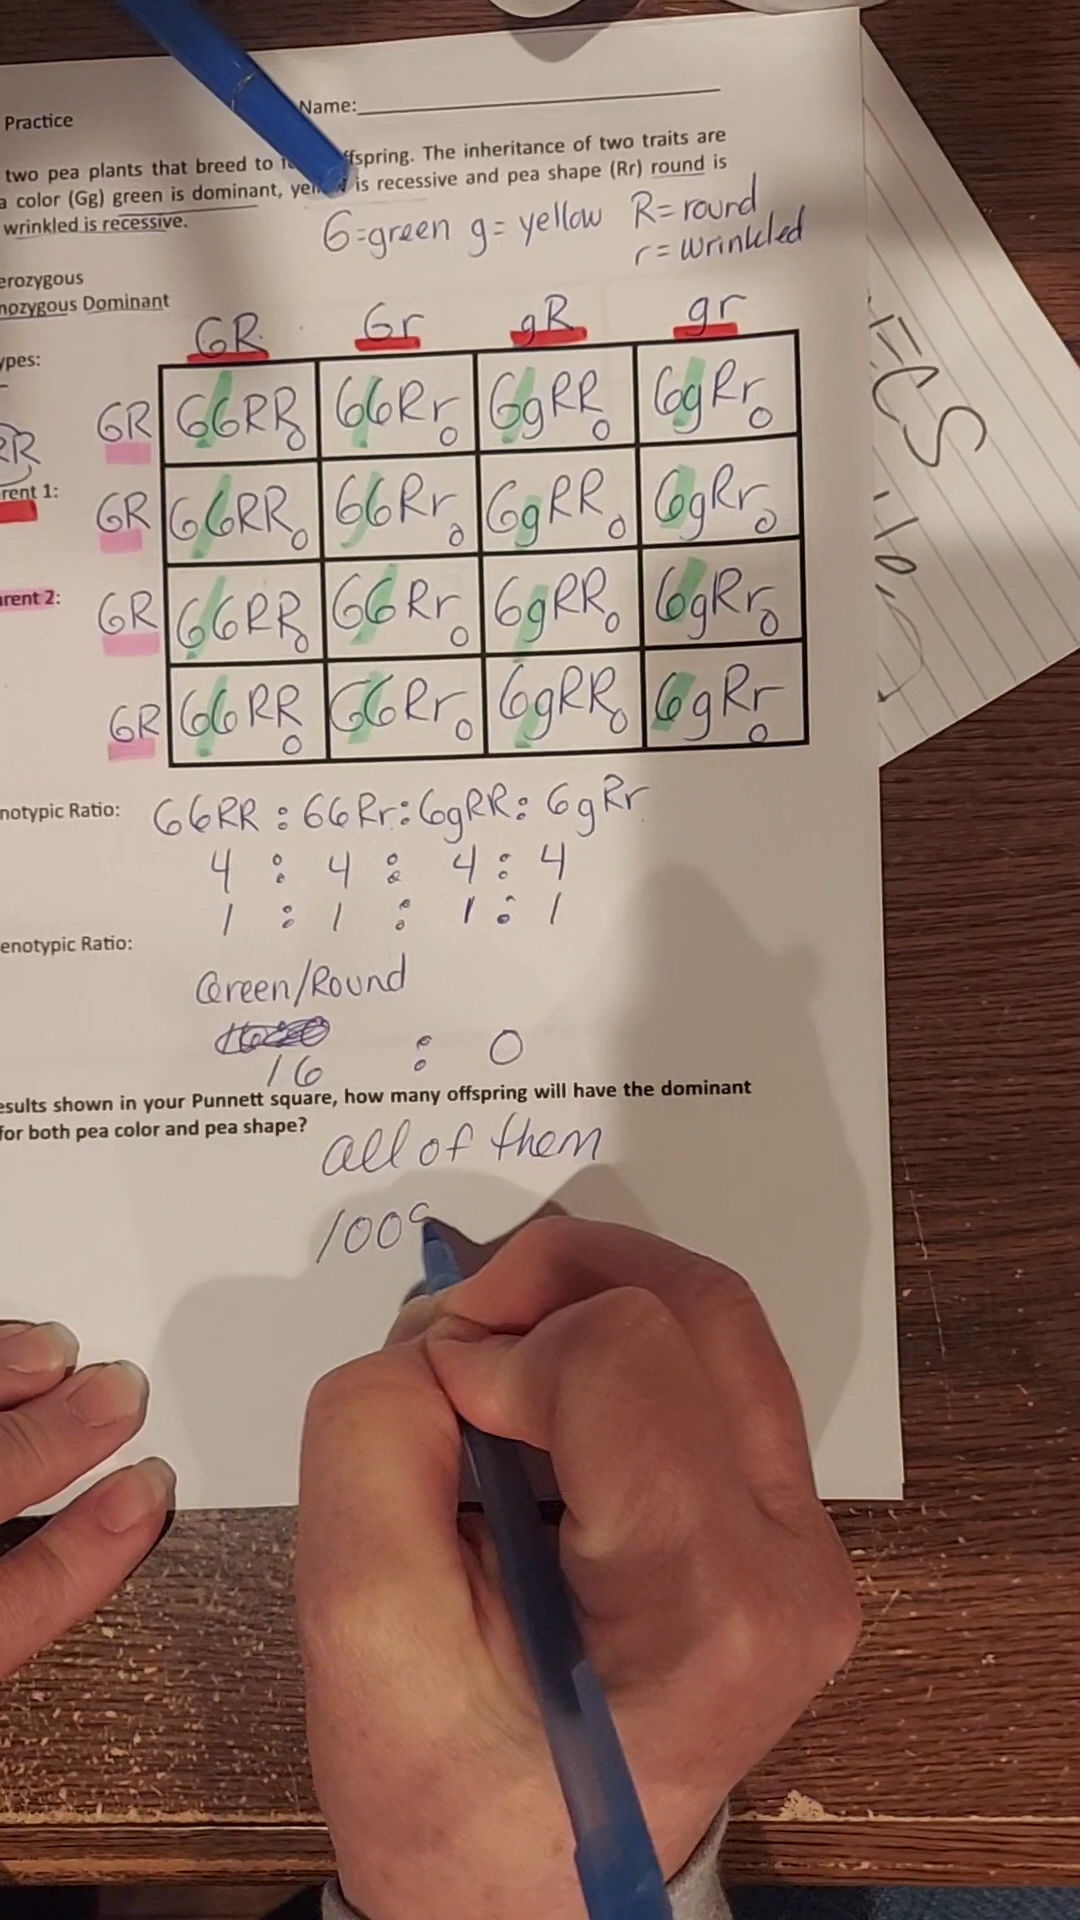 Practice
Name:
two pea plants that breed to offspring. The inheritance of two traits are
a color (Gg) green is dominant, yellow is recessive and pea shape (Rr) round is
wrinkled is recessive.
G=green g=yellow R=round
r=wrinkled
erozygous
mozygous Dominant
ypes:
RR
rent 1:
arent 2:
GR Gr gR gr
GR GGRR GGRr GgRR GgRr
GR GGRR GGRr GgRR GgRr
GR GGRR GGRr GgRR GgRr
GR GGRR GGRr GgRR GgRr
notypic Ratio: GGRR : GGRr : GgRR : GgRr
4 : 4 : 4 : 4
1 : 1 : 1 : 1
enotypic Ratio:
Green/Round
16 : 0
esults shown in your Punnett square, how many offspring will have the dominant
for both pea color and pea shape?
all of them
100